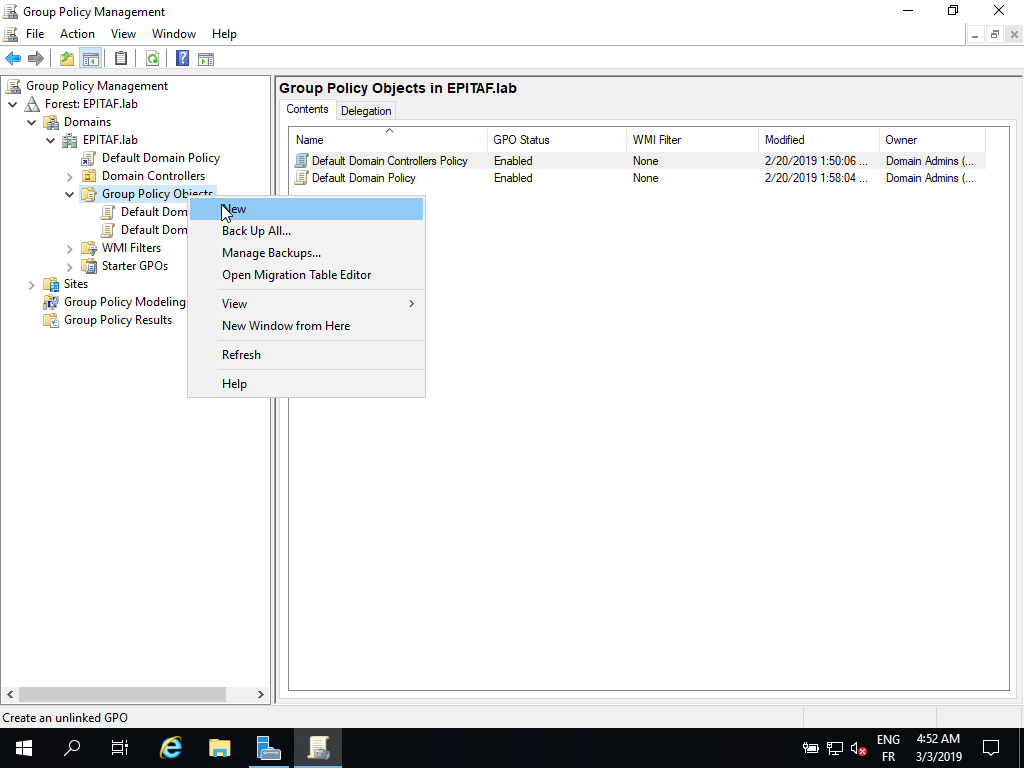 Group Policy Management
File Action View Window Help
Group Policy Management
Forest: EPITAF.lab
Domains
EPITAF.lab
Default Domain Policy
Domain Controllers
Group Policy Objects
Default Dom
Default Dom
WMI Filters
Starter GPOs
Sites
Group Policy Modeling
Group Policy Results
New
Back Up All...
Manage Backups...
Open Migration Table Editor
View
New Window from Here
Refresh
Help
Group Policy Objects in EPITAF.lab
Contents Delegation
Name GPO Status WMI Filter Modified Owner
Default Domain Controllers Policy Enabled None 2/20/2019 1:50:06 ... Domain Admins (...
Default Domain Policy Enabled None 2/20/2019 1:58:04 ... Domain Admins (...
Create an unlinked GPO
ENG
FR
4:52 AM
3/3/2019